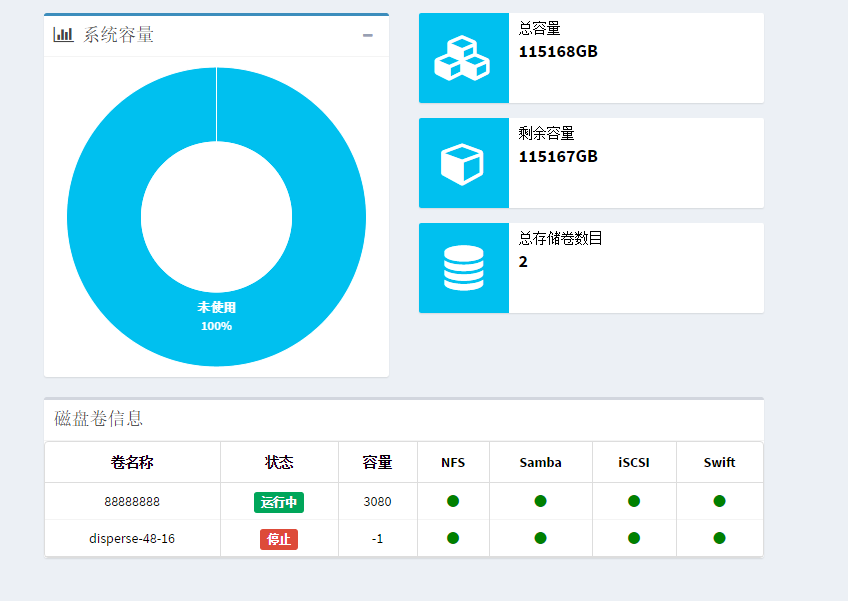 系统容量
未使用
100%
总容量
115168GB
剩余容量
115167GB
总存储卷数目
2
磁盘卷信息
卷名称 状态 容量 NFS Samba iSCSI Swift
88888888 运行中 3080
disperse-48-16 停止 -1